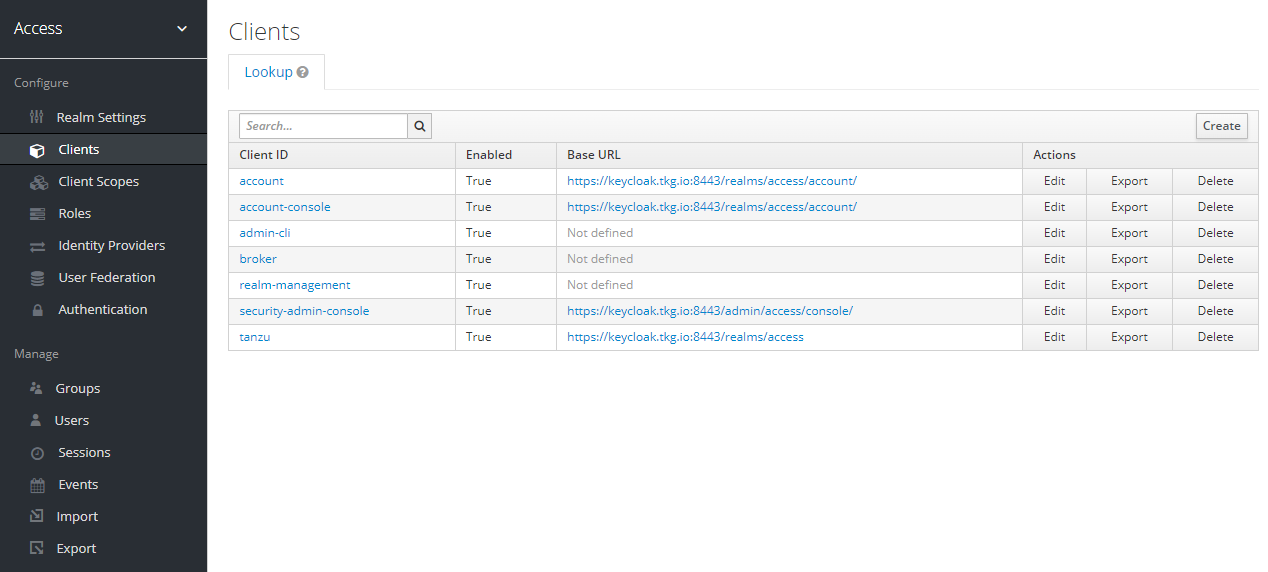 Access
Configure
Realm Settings
Clients
Client Scopes
Roles
Identity Providers
User Federation
Authentication
Manage
Groups
Users
Sessions
Events
Import
Export
Clients
Lookup
Search...
Create
Client ID Enabled Base URL Actions
account True https://keycloak.tkg.io:8443/realms/access/account/ Edit Export Delete
account-console True https://keycloak.tkg.io:8443/realms/access/account/ Edit Export Delete
admin-cli True Not defined Edit Export Delete
broker True Not defined Edit Export Delete
realm-management True Not defined Edit Export Delete
security-admin-console True https://keycloak.tkg.io:8443/admin/access/console/ Edit Export Delete
tanzu True https://keycloak.tkg.io:8443/realms/access Edit Export Delete